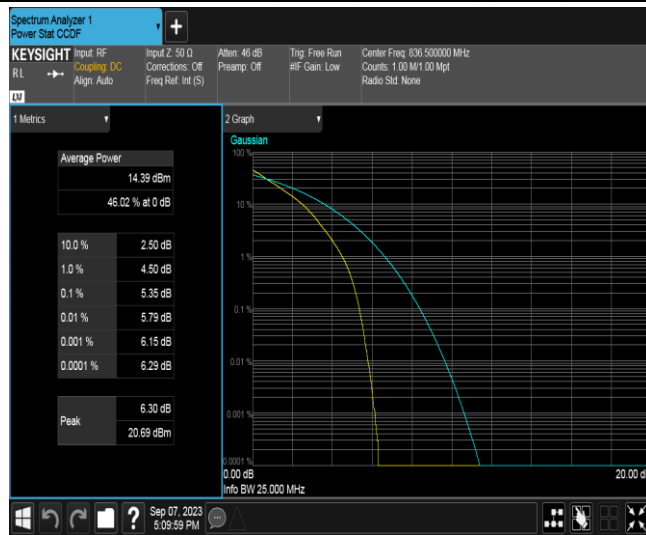 Spectrum Analyzer 1
Power Stat CCDF
+
KEYSIGHT
RL
Input: RF
Coupling: DC
Align: Auto
Input Z: 50 Ω
Corrections: Off
Freq Ref: Int (S)
Atten: 46 dB
Preamp: Off
Trig: Free Run
#IF Gain: Low
Center Freq: 836.500000 MHz
Counts: 1.00 M/1.00 Mpt
Radio Std: None
LXI
1 Metrics
Average Power
14.39 dBm
46.02 % at 0 dB
10.0 % 2.50 dB
1.0 % 4.50 dB
0.1 % 5.35 dB
0.01 % 5.79 dB
0.001 % 6.15 dB
0.0001 % 6.29 dB
Peak
6.30 dB
20.69 dBm
2 Graph
Gaussian
100 %
10 %
1 %
0.1 %
0.01 %
0.001 %
0.0001 %
0.00 dB 20.00 d
Info BW 25.000 MHz
?
Sep 07, 2023
5:09:59 PM